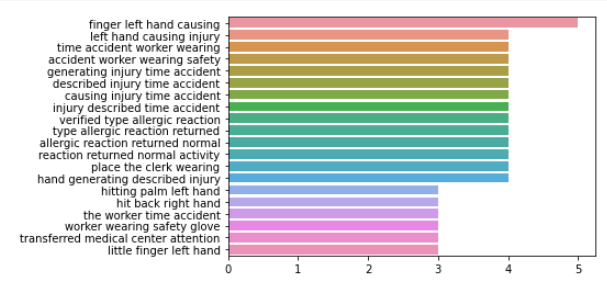 finger left hand causing
left hand causing injury
time accident worker wearing
accident worker wearing safety
generating injury time accident
described injury time accident
causing injury time accident
injury described time accident
verified type allergic reaction
type allergic reaction returned
allergic reaction returned normal
reaction returned normal activity
place the clerk wearing
hand generating described injury
hitting palm left hand
hit back right hand
the worker time accident
worker wearing safety glove
transferred medical center attention
little finger left hand
0 1 2 3 4 5